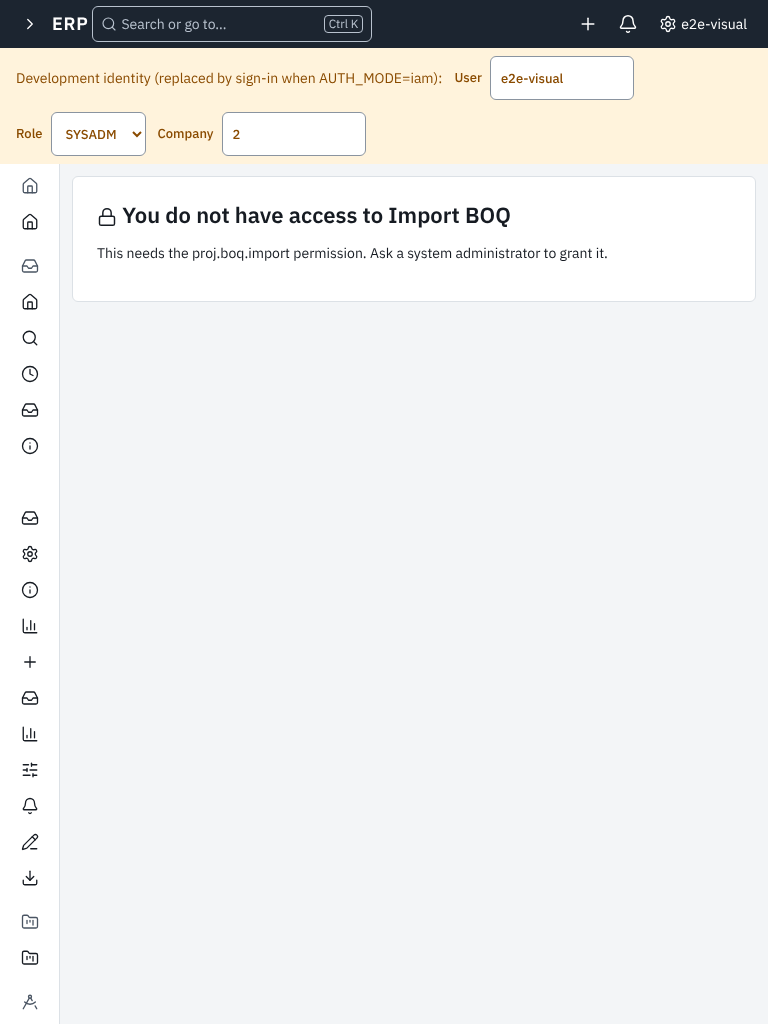 ERP Search or go to... Ctrl K e2e-visual
Development identity (replaced by sign-in when AUTH_MODE=iam): User e2e-visual
Role SYSADM Company 2
You do not have access to Import BOQ
This needs the proj.boq.import permission. Ask a system administrator to grant it.